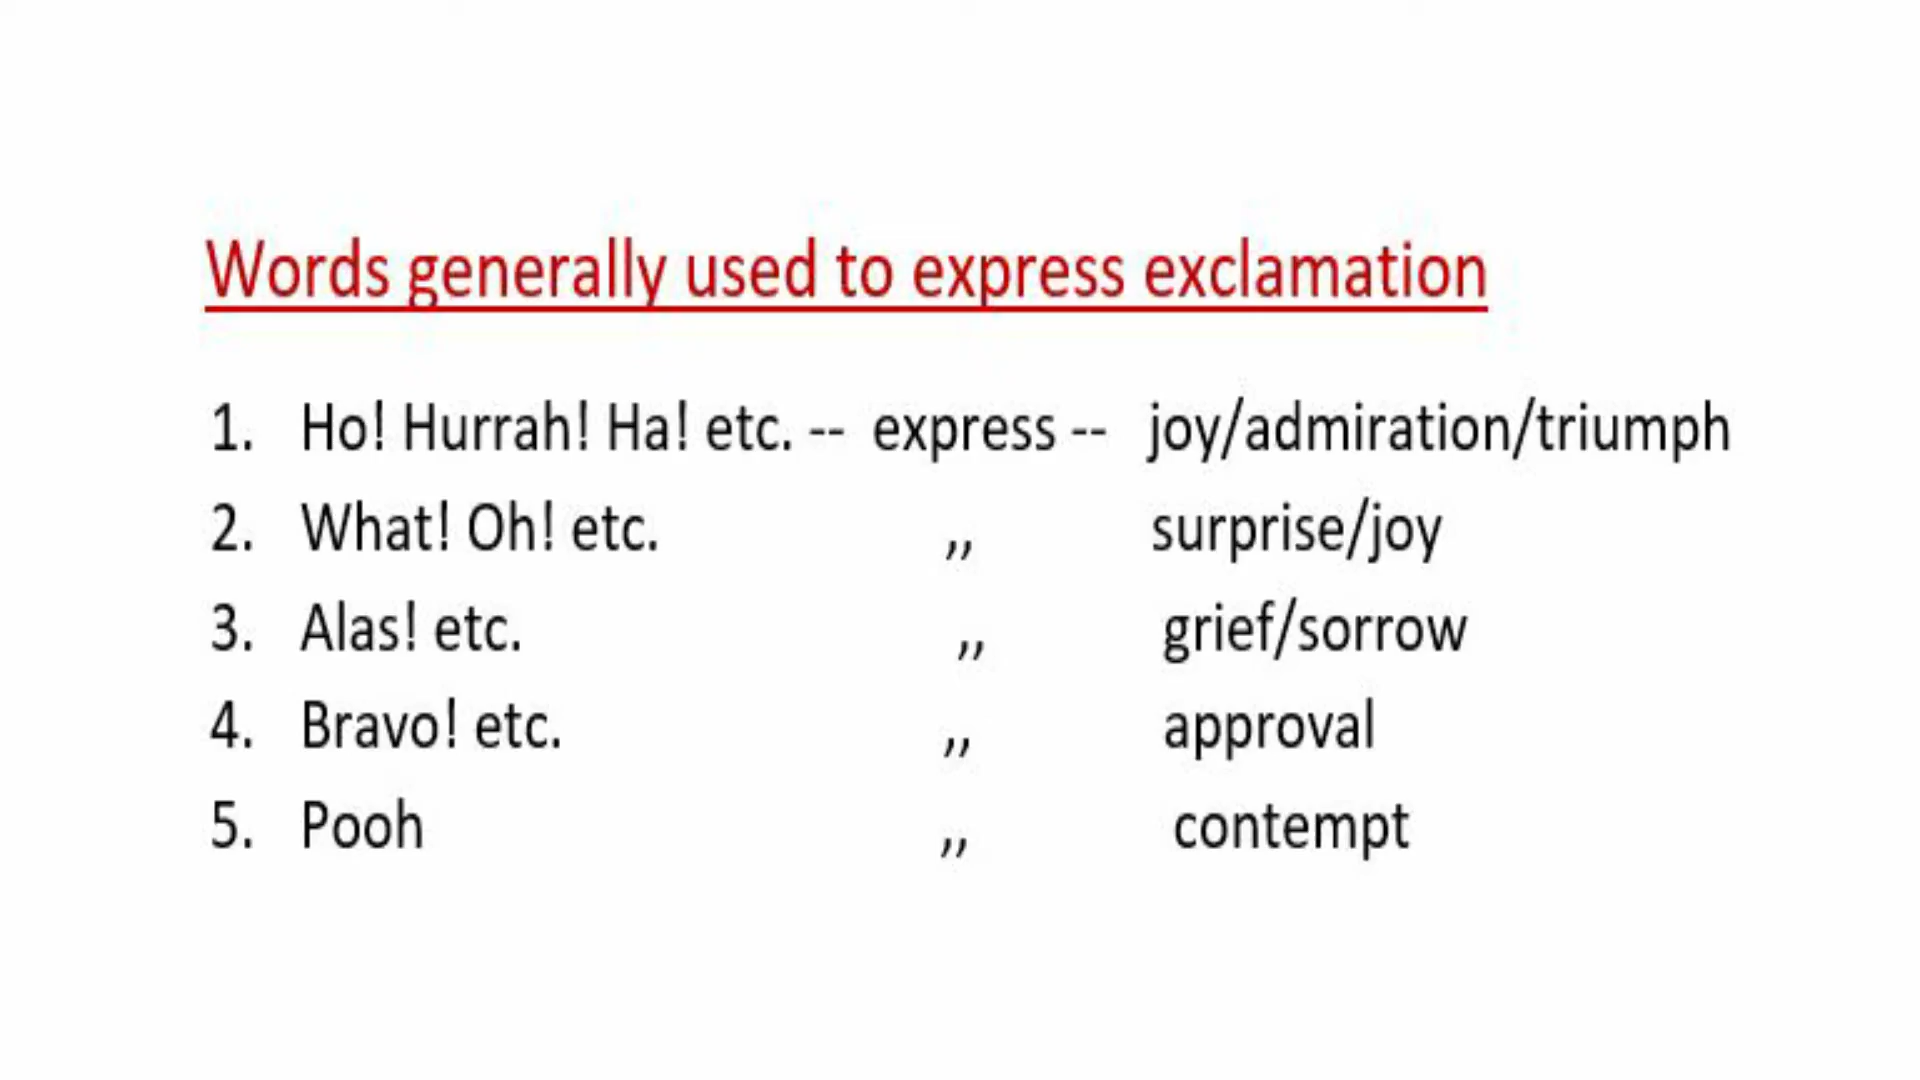 Words generally used to express exclamation
1. Ho! Hurrah! Ha! etc. -- express -- joy/admiration/triumph
2. What! Oh! etc. ,, surprise/joy
3. Alas! etc. ,, grief/sorrow
4. Bravo! etc. ,, approval
5. Pooh ,, contempt